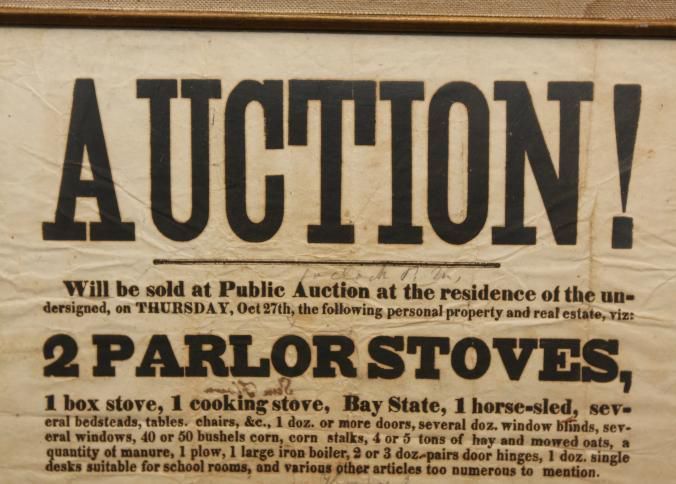 AUCTION!
o'clock P. M,
Will be sold at Public Auction at the residence of the un-
dersigned, on THURSDAY, Oct 27th, the following personal property and real estate, viz:
2 PARLOR STOVES,
1 box stove, 1 cooking stove, Bay State, 1 horse-sled, sev-
eral bedsteads, tables. chairs, &c., 1 doz. or more doors, several doz. window blinds, sev-
eral windows, 40 or 50 bushels corn, corn stalks, 4 or 5 tons of hay and mowed oats, a
quantity of manure, 1 plow, 1 large iron boiler, 2 or 3 doz. pairs door hinges, 1 doz. single
desks suitable for school rooms, and various other articles too numerous to mention.